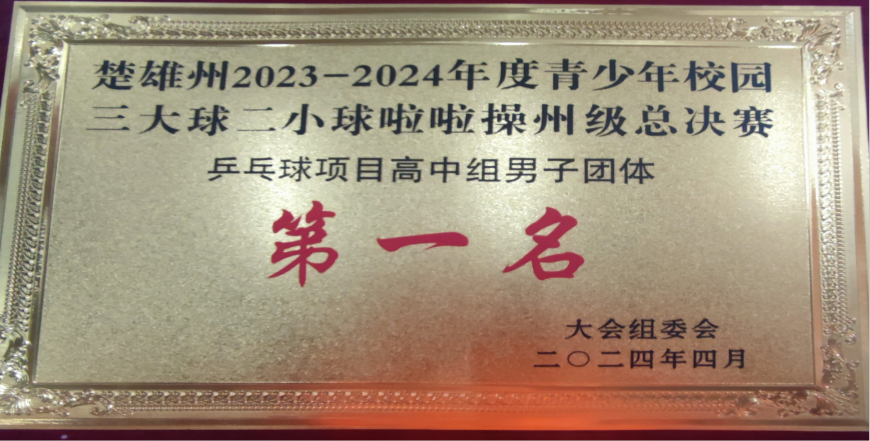 楚雄州2023-2024年度青少年校园
三大球二小球啦啦操州级总决赛
乒乓球项目高中组男子团体
第一名
大会组委会
二〇二四年四月